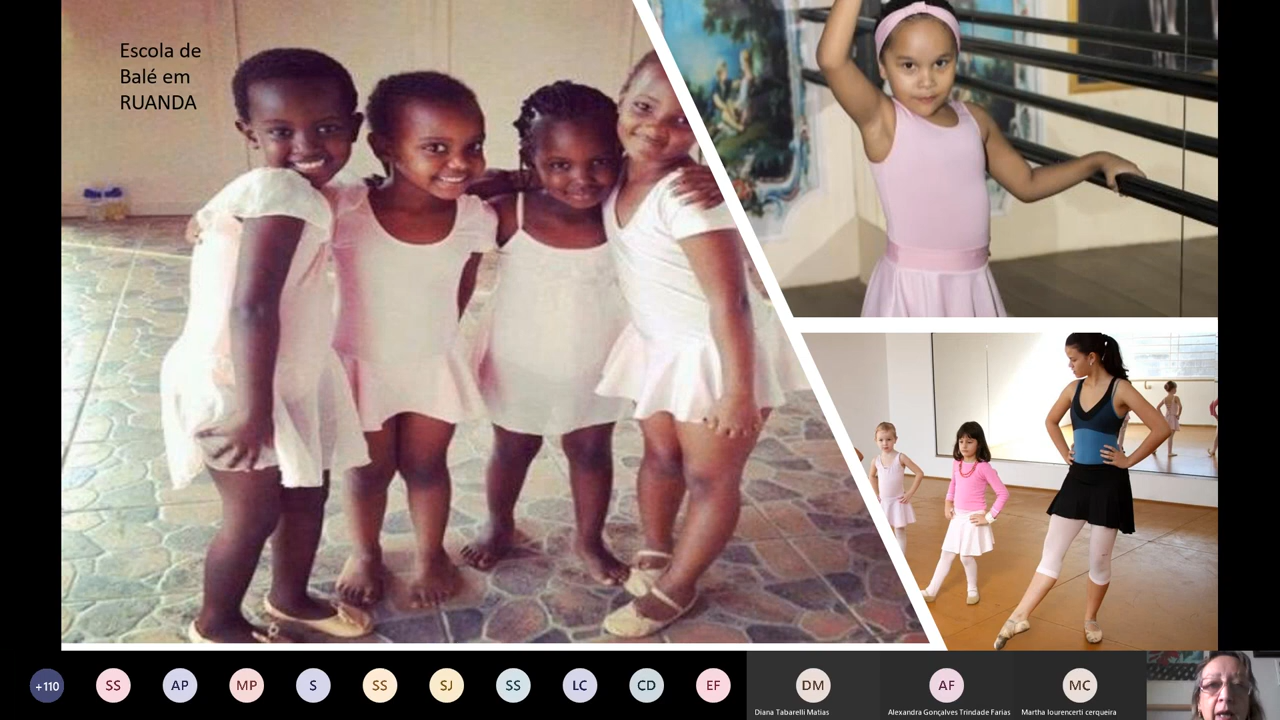 Escola de
Balé em
RUANDA
+110
SS
AP
MP
S
SS
SJ
SS
LC
CD
EF
DM
AF
MC
Diana Tabarelli Matias
Alexandra Gonçalves Trindade Farias
Martha lourencerti cerqueira